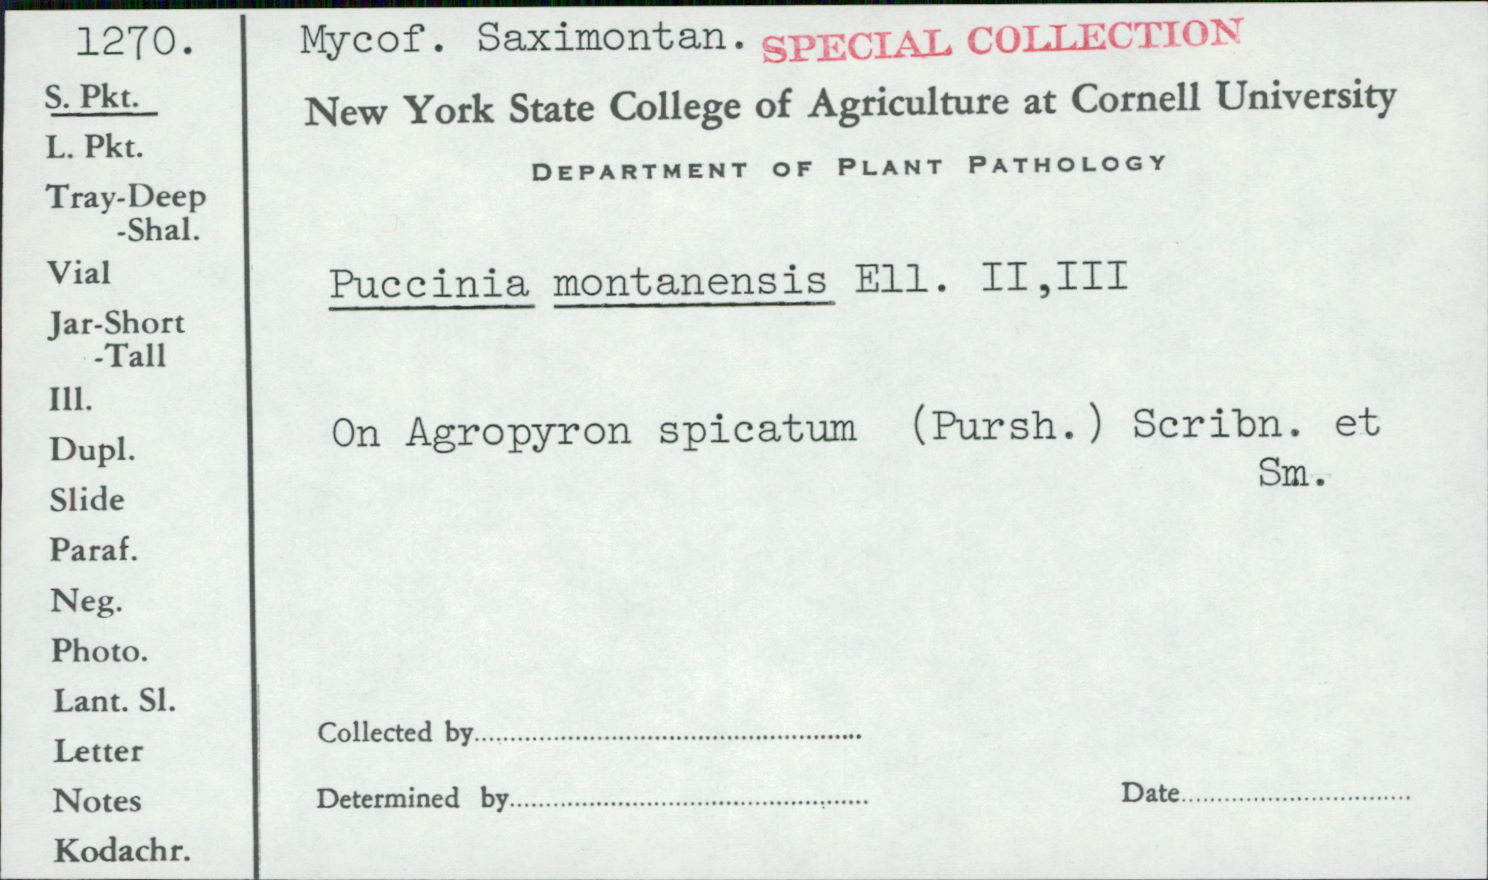 1270.
S. Pkt.
L. Pkt.
Tray-Deep
-Shal.
Vial
Jar-Short
-Tall
Ill.
Dupl.
Slide
Paraf.
Neg.
Photo.
Lant. Sl.
Letter
Notes
Kodachr.
Mycof. Saximontan. SPECIAL COLLECTION
New York State College of Agriculture at Cornell University
DEPARTMENT OF PLANT PATHOLOGY
Puccinia montanensis Ell. II,III
On Agropyron spicatum (Pursh.) Scribn. et
Sm.
Collected by
Determined by
Date